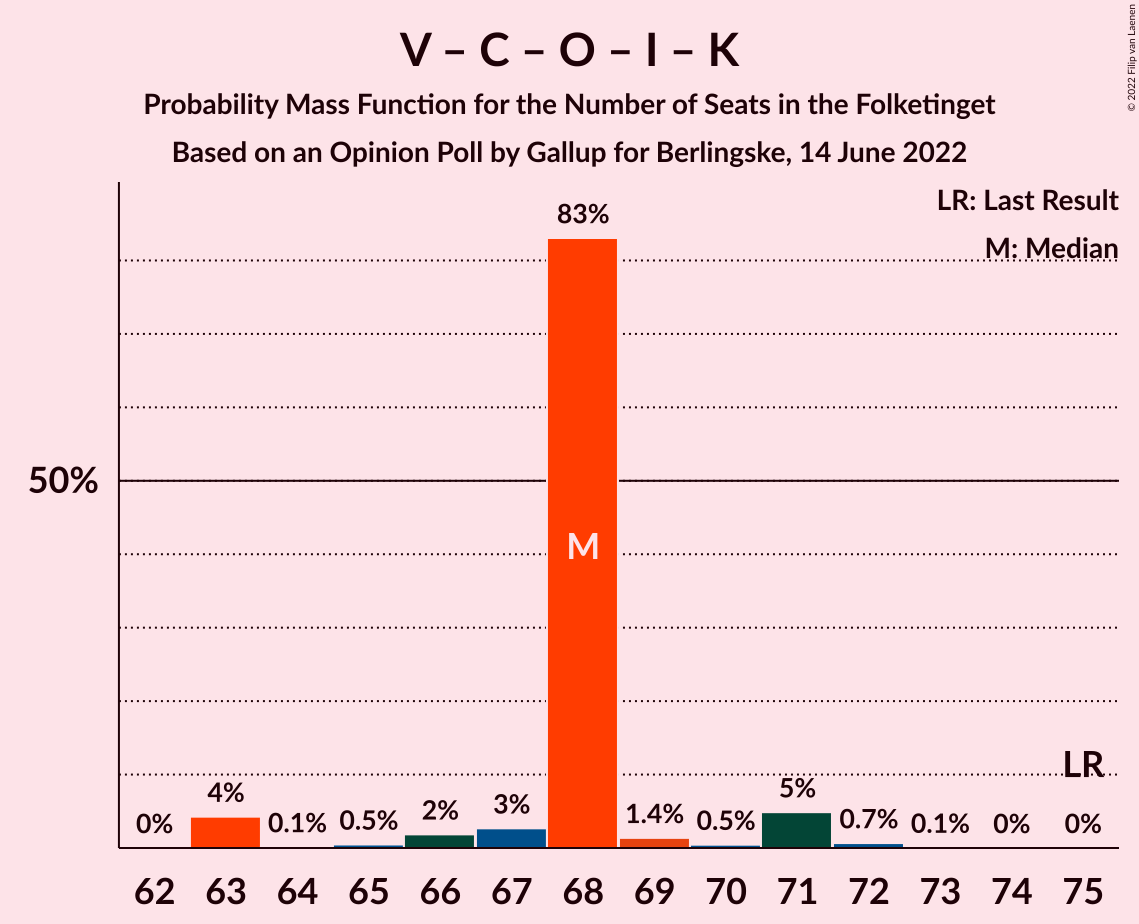 V – C – O – I – K
Probability Mass Function for the Number of Seats in the Folketinget
Based on an Opinion Poll by Gallup for Berlingske, 14 June 2022
© 2022 Filip van Laenen
LR: Last Result
M: Median
83%
50%
M
LR
0% 4% 0.1% 0.5% 2% 3% 1.4% 0.5% 5% 0.7% 0.1% 0% 0%
62 63 64 65 66 67 68 69 70 71 72 73 74 75